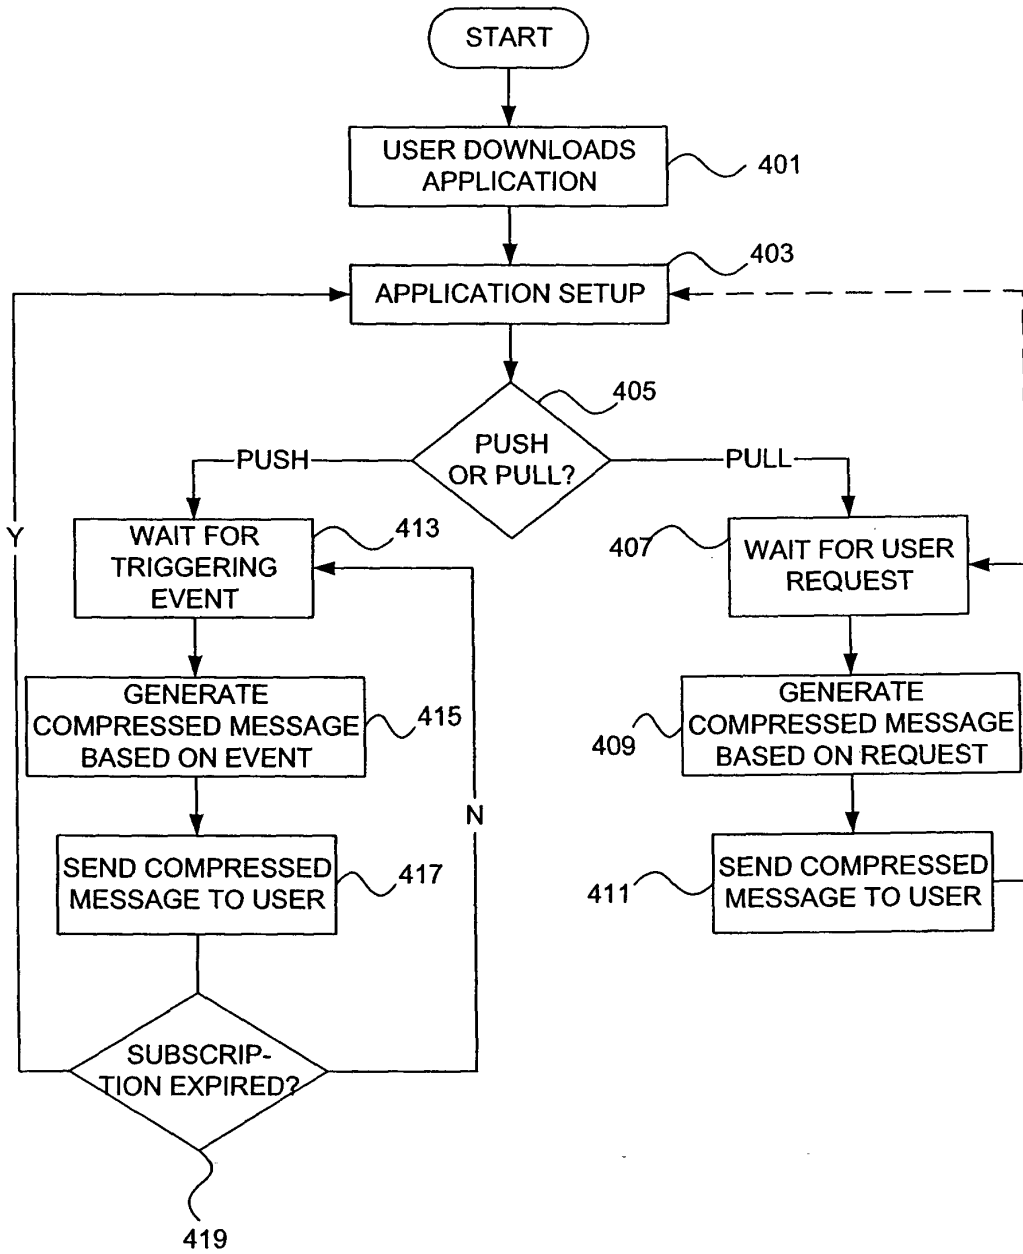 START
USER DOWNLOADS
APPLICATION
401
403
APPLICATION SETUP
405
PUSH
OR PULL?
PUSH
PULL
Y
WAIT FOR
TRIGGERING
EVENT
413
407
WAIT FOR USER
REQUEST
GENERATE
COMPRESSED MESSAGE
BASED ON EVENT
415
GENERATE
COMPRESSED MESSAGE
BASED ON REQUEST
409
N
SEND COMPRESSED
MESSAGE TO USER
417
411
SEND COMPRESSED
MESSAGE TO USER
SUBSCRIP-
TION EXPIRED?
419